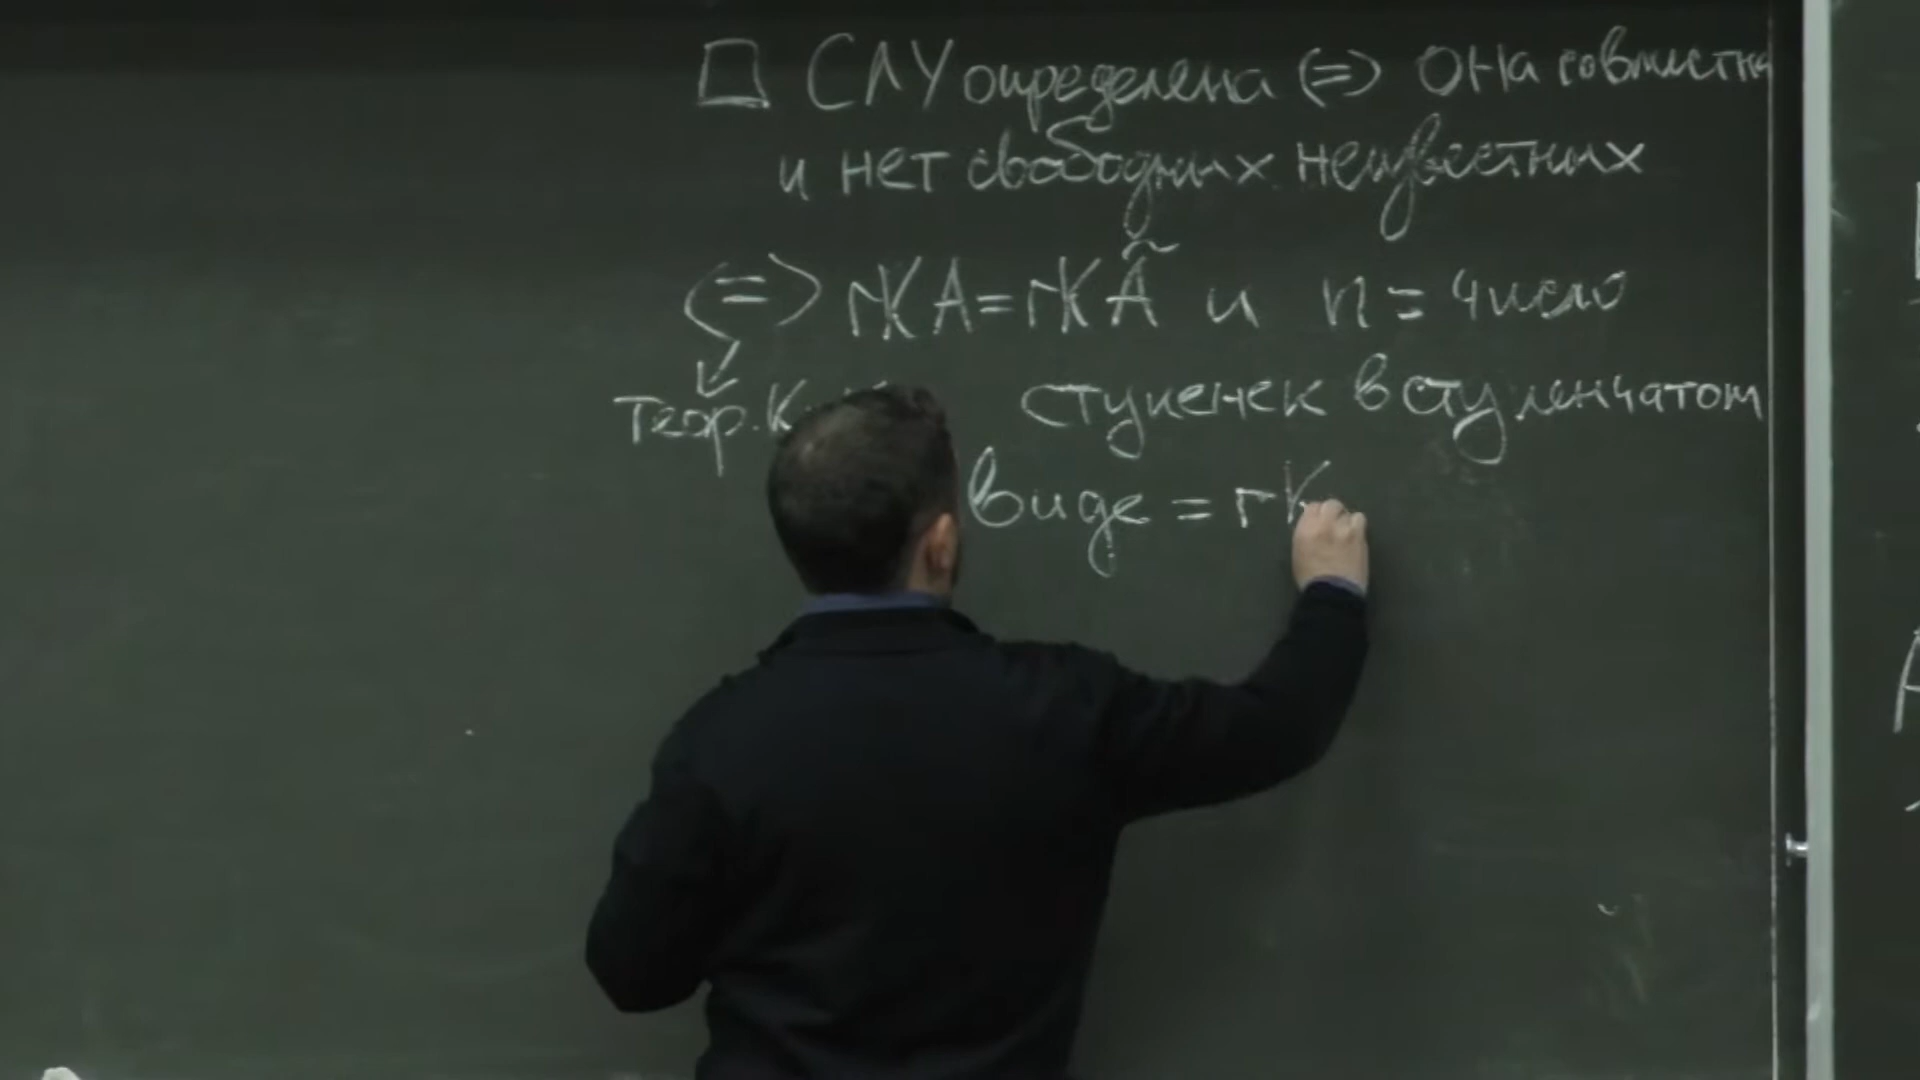 □ СЛУ определена <=> она совместна
и нет свободных неизвестных
<=> rk A = rk Ã и n = число
теор. К.
ступенек в ступенчатом
виде = rk